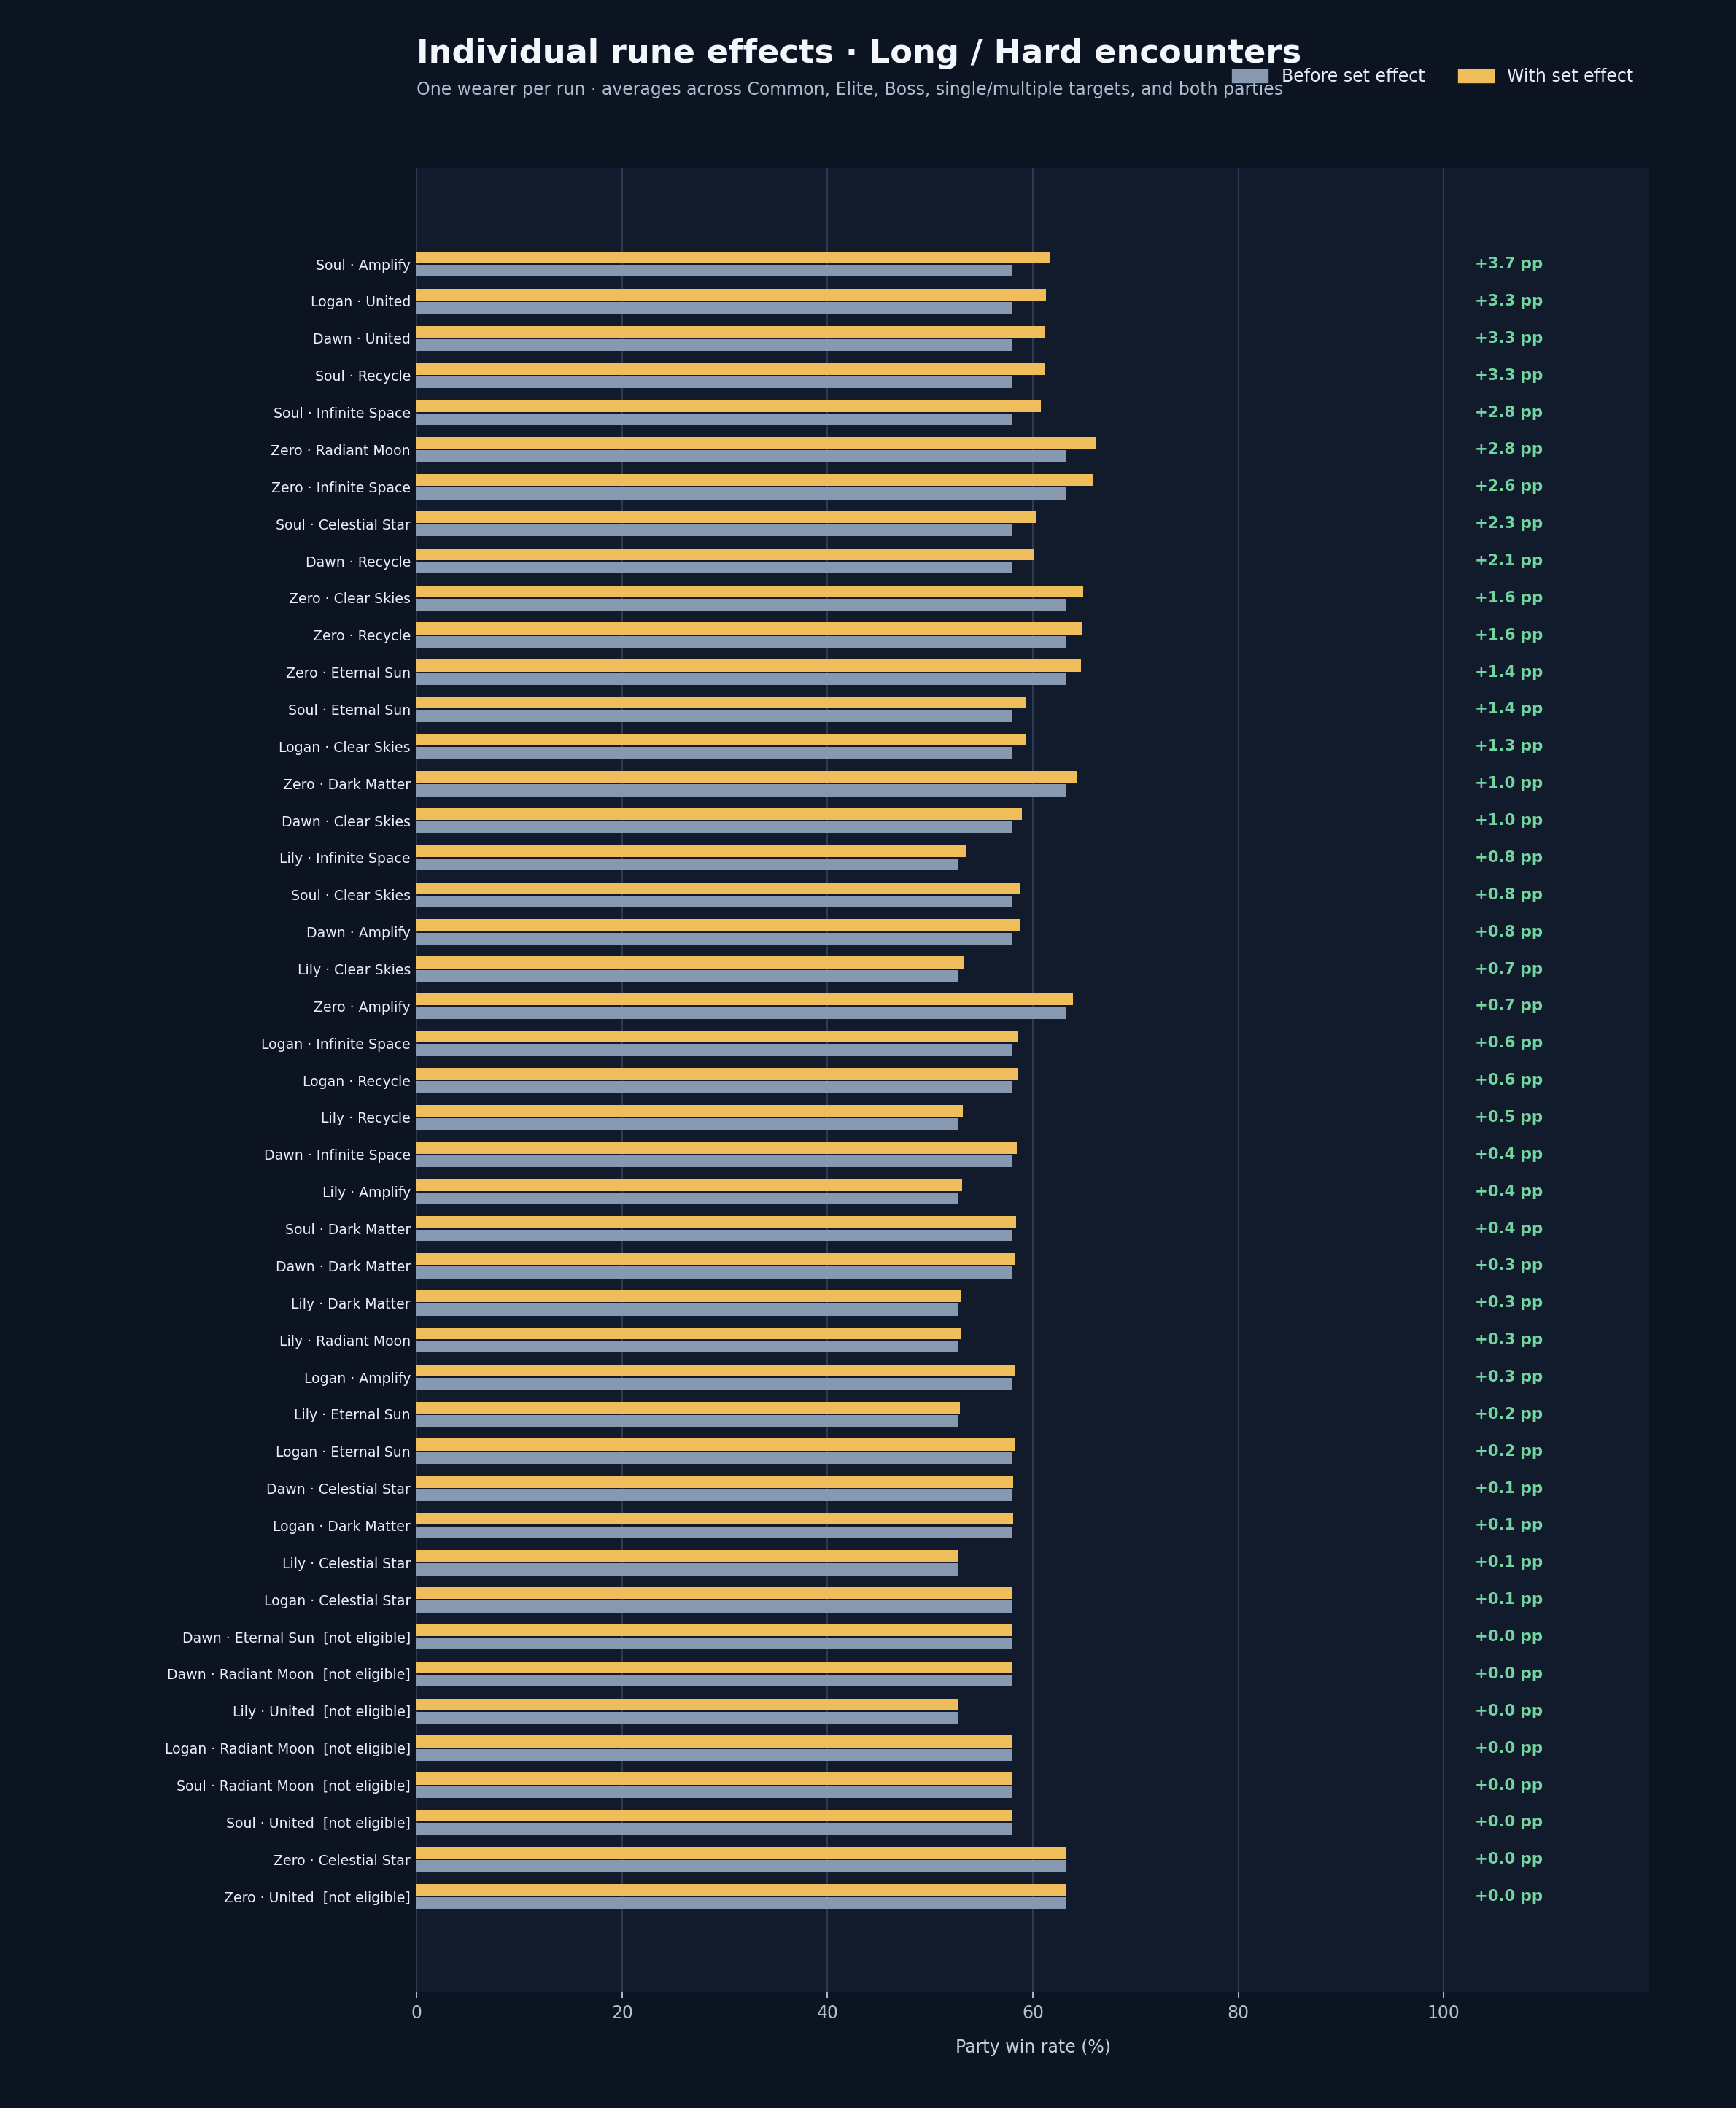 Individual rune effects · Long / Hard encounters
One wearer per run · averages across Common, Elite, Boss, single/multiple targets, and both parties
Before set effect
With set effect
Soul · Amplify +3.7 pp
Logan · United +3.3 pp
Dawn · United +3.3 pp
Soul · Recycle +3.3 pp
Soul · Infinite Space +2.8 pp
Zero · Radiant Moon +2.8 pp
Zero · Infinite Space +2.6 pp
Soul · Celestial Star +2.3 pp
Dawn · Recycle +2.1 pp
Zero · Clear Skies +1.6 pp
Zero · Recycle +1.6 pp
Zero · Eternal Sun +1.4 pp
Soul · Eternal Sun +1.4 pp
Logan · Clear Skies +1.3 pp
Zero · Dark Matter +1.0 pp
Dawn · Clear Skies +1.0 pp
Lily · Infinite Space +0.8 pp
Soul · Clear Skies +0.8 pp
Dawn · Amplify +0.8 pp
Lily · Clear Skies +0.7 pp
Zero · Amplify +0.7 pp
Logan · Infinite Space +0.6 pp
Logan · Recycle +0.6 pp
Lily · Recycle +0.5 pp
Dawn · Infinite Space +0.4 pp
Lily · Amplify +0.4 pp
Soul · Dark Matter +0.4 pp
Dawn · Dark Matter +0.3 pp
Lily · Dark Matter +0.3 pp
Lily · Radiant Moon +0.3 pp
Logan · Amplify +0.3 pp
Lily · Eternal Sun +0.2 pp
Logan · Eternal Sun +0.2 pp
Dawn · Celestial Star +0.1 pp
Logan · Dark Matter +0.1 pp
Lily · Celestial Star +0.1 pp
Logan · Celestial Star +0.1 pp
Dawn · Eternal Sun [not eligible] +0.0 pp
Dawn · Radiant Moon [not eligible] +0.0 pp
Lily · United [not eligible] +0.0 pp
Logan · Radiant Moon [not eligible] +0.0 pp
Soul · Radiant Moon [not eligible] +0.0 pp
Soul · United [not eligible] +0.0 pp
Zero · Celestial Star +0.0 pp
Zero · United [not eligible] +0.0 pp
0 20 40 60 80 100
Party win rate (%)